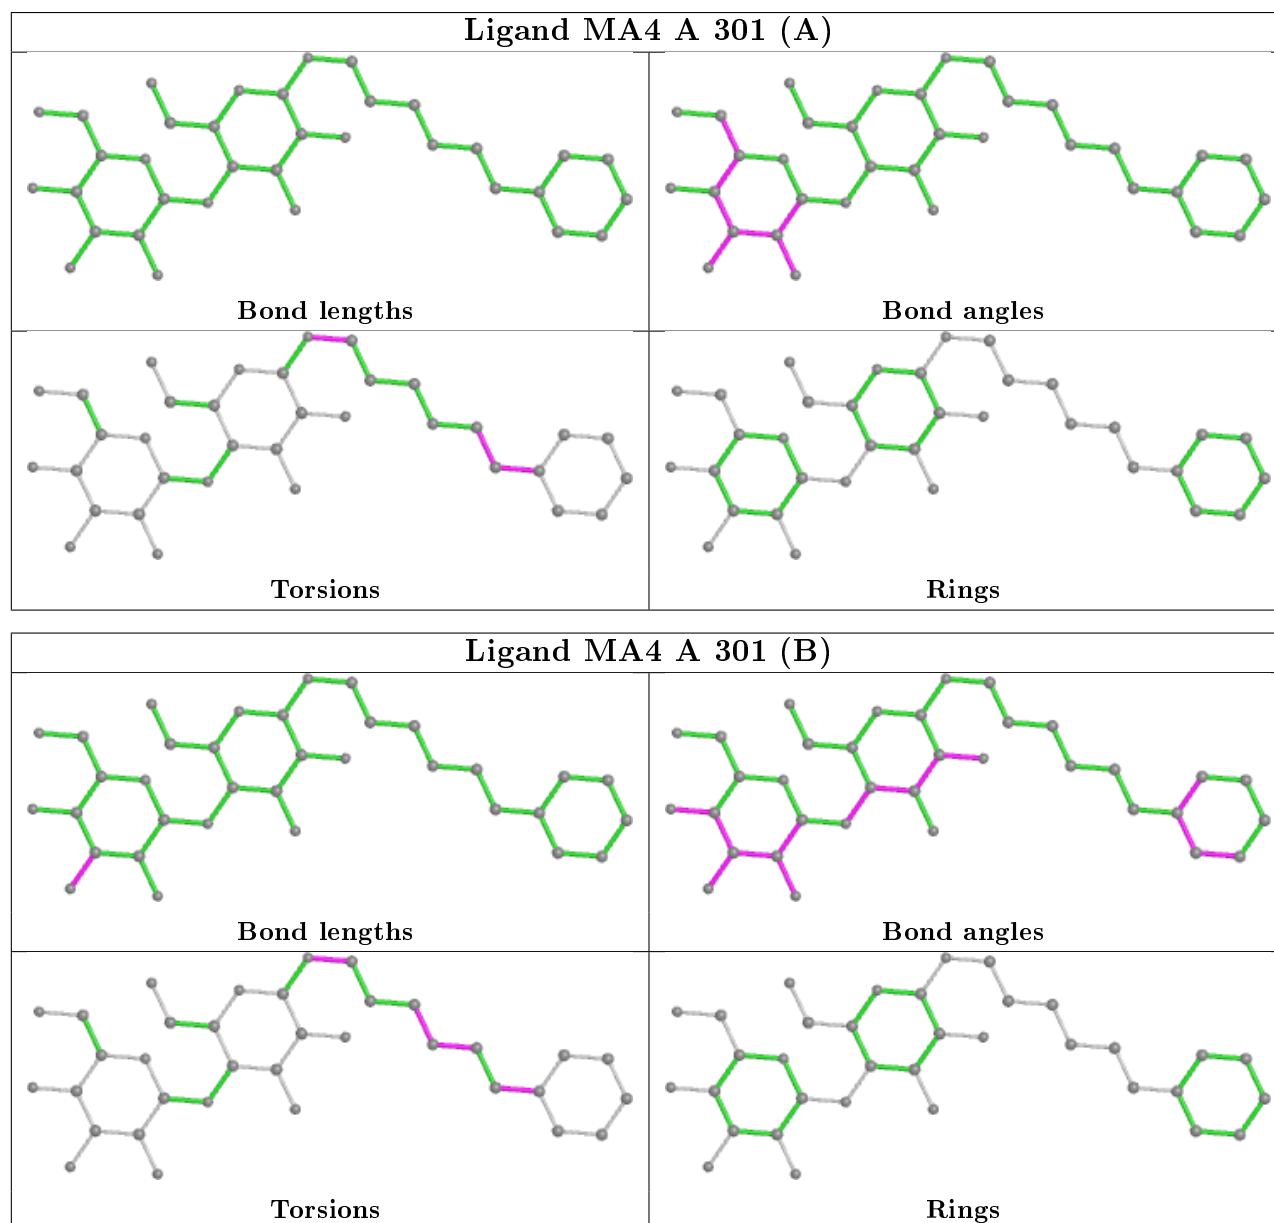 Ligand MA4 A 301 (A)
Bond lengths
Bond angles
Torsions
Rings
Ligand MA4 A 301 (B)
Bond lengths
Bond angles
Torsions
Rings